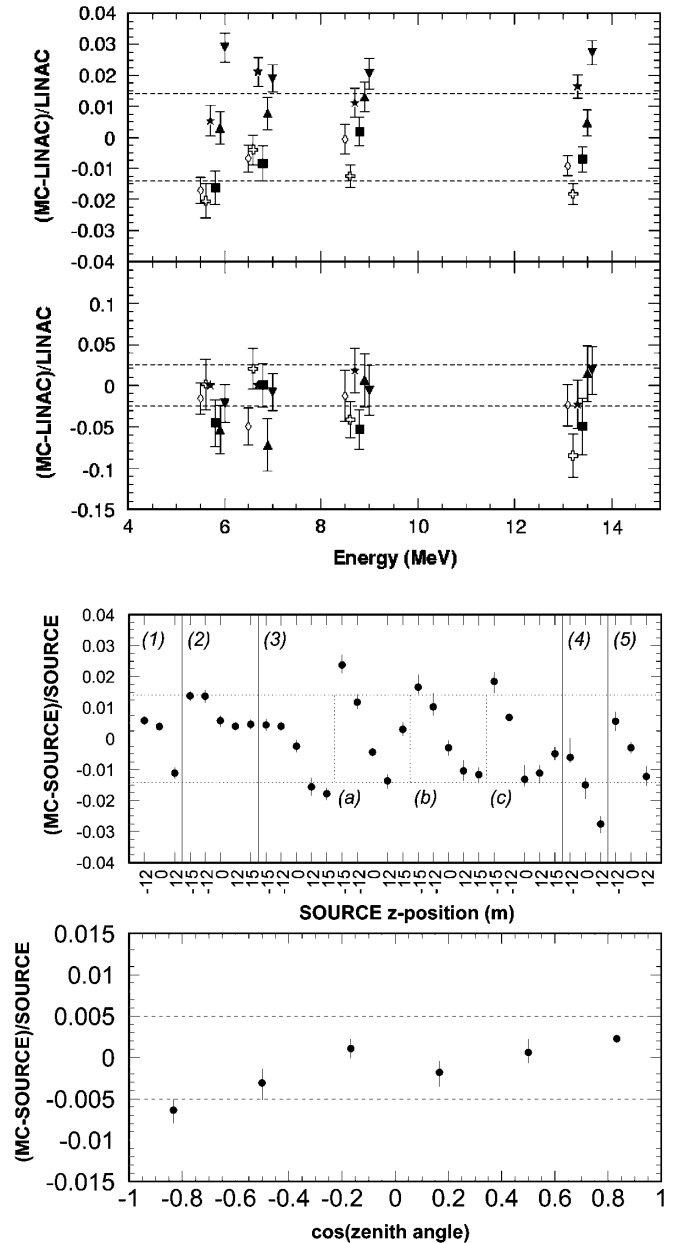 (MC-LINAC)/LINAC
0.04
0.03
0.02
0.01
0
-0.01
-0.02
-0.03
-0.04
(MC-LINAC)/LINAC
0.1
0.05
0
-0.05
-0.1
-0.15
4 6 8 10 12 14
Energy (MeV)
(MC-SOURCE)/SOURCE
0.04
0.03
0.02
0.01
0
-0.01
-0.02
-0.03
-0.04
(1) (2) (3) (4) (5)
(a) (b) (c)
-12 0 12 -15 -12 0 12 15 -15 -12 0 12 15 -15 -12 0 12 15 -15 -12 0 12 15 -15 -12 0 12 15 -12 0 12 -12 0 12
SOURCE z-position (m)
(MC-SOURCE)/SOURCE
0.015
0.01
0.005
0
-0.005
-0.01
-0.015
-1 -0.8 -0.6 -0.4 -0.2 0 0.2 0.4 0.6 0.8 1
cos(zenith angle)